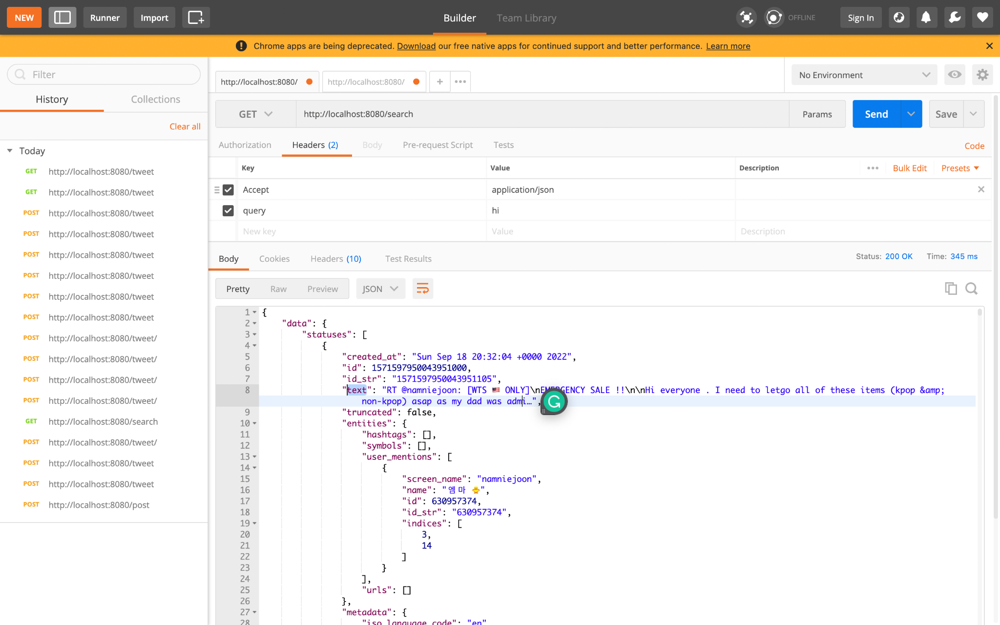 NEW
Runner
Import
Builder
Team Library
OFFLINE
Sign In
Chrome apps are being deprecated. Download our free native apps for continued support and better performance. Learn more
Filter
History
Collections
Clear all
Today
GET http://localhost:8080/tweet
GET http://localhost:8080/tweet
POST http://localhost:8080/tweet
POST http://localhost:8080/tweet
POST http://localhost:8080/tweet
POST http://localhost:8080/tweet
POST http://localhost:8080/tweet
POST http://localhost:8080/tweet
POST http://localhost:8080/tweet/
POST http://localhost:8080/tweet/
POST http://localhost:8080/tweet/
POST http://localhost:8080/tweet/
GET http://localhost:8080/search
POST http://localhost:8080/tweet/
POST http://localhost:8080/tweet
POST http://localhost:8080/tweet
POST http://localhost:8080/post
http://localhost:8080/
http://localhost:8080/
No Environment
GET
http://localhost:8080/search
Params
Send
Save
Authorization
Headers (2)
Body
Pre-request Script
Tests
Code
Key Value Description
Bulk Edit
Presets
Accept application/json
query hi
New key Value Description
Body
Cookies
Headers (10)
Test Results
Status: 200 OK
Time: 345 ms
Pretty
Raw
Preview
JSON
1 {
2 "data": {
3 "statuses": [
4 {
5 "created_at": "Sun Sep 18 20:32:04 +0000 2022",
6 "id": 1571597950043951000,
7 "id_str": "1571597950043951105",
8 "text": "RT @namniejoon: [WTS 🇲🇾 ONLY]\nEMERGENCY SALE !!\n\nHi everyone . I need to letgo all of these items (kpop &amp;
non-kpop) asap as my dad was admi…",
9 "truncated": false,
10 "entities": {
11 "hashtags": [],
12 "symbols": [],
13 "user_mentions": [
14 {
15 "screen_name": "namniejoon",
16 "name": "엠마 🐥",
17 "id": 630957374,
18 "id_str": "630957374",
19 "indices": [
20 3,
21 14
22 ]
23 }
24 ],
25 "urls": []
26 },
27 "metadata": {
28 "iso_language_code": "en"